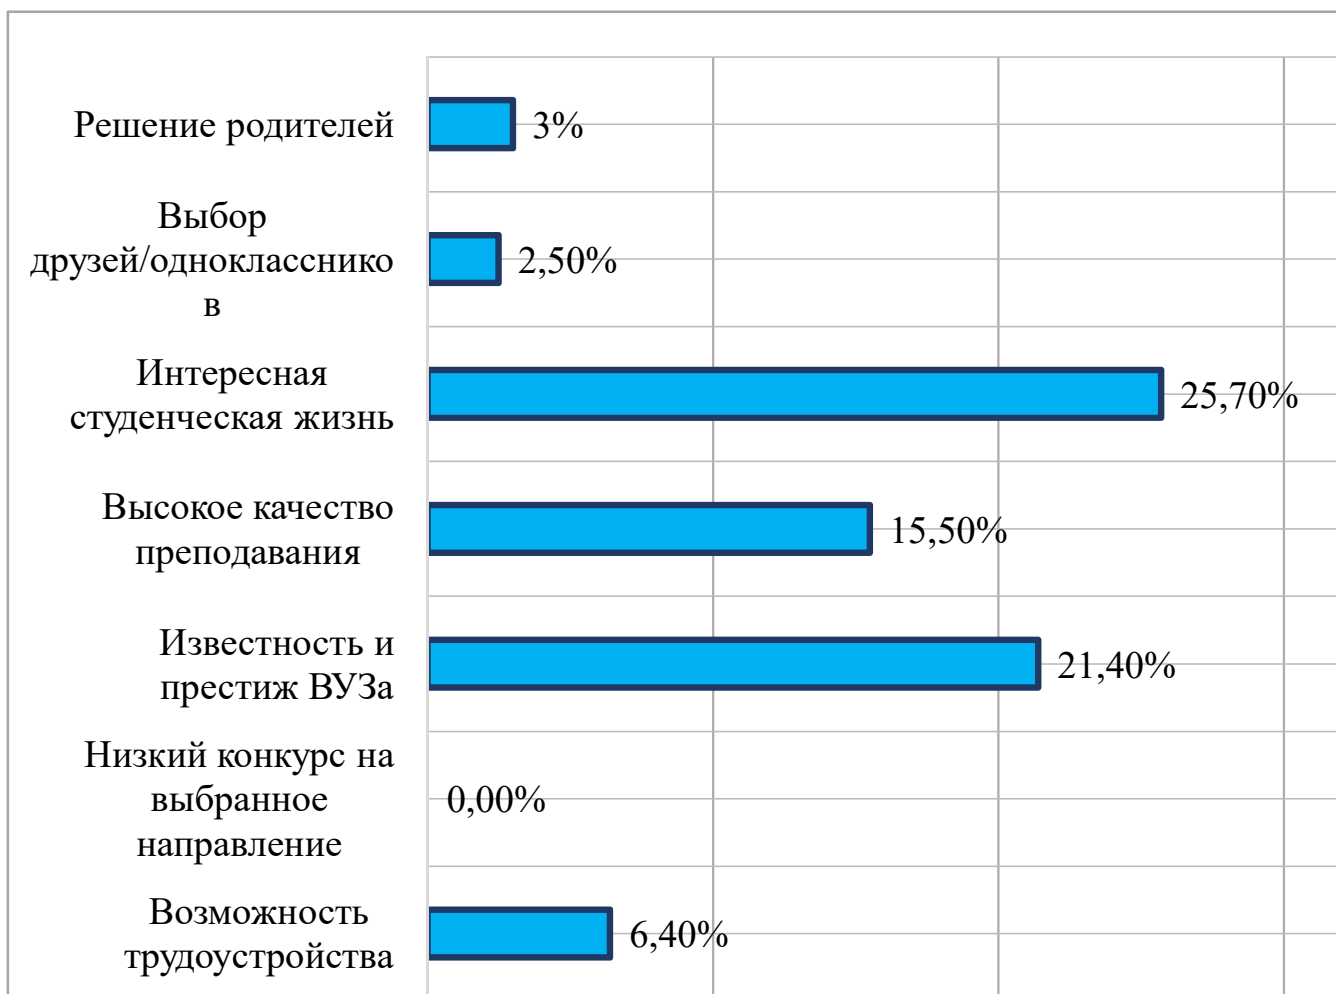 Решение родителей
3%
Выбор
друзей/однокласснико
в
2,50%
Интересная
студенческая жизнь
25,70%
Высокое качество
преподавания
15,50%
Известность и
престиж ВУЗа
21,40%
Низкий конкурс на
выбранное
направление
0,00%
Возможность
трудоустройства
6,40%